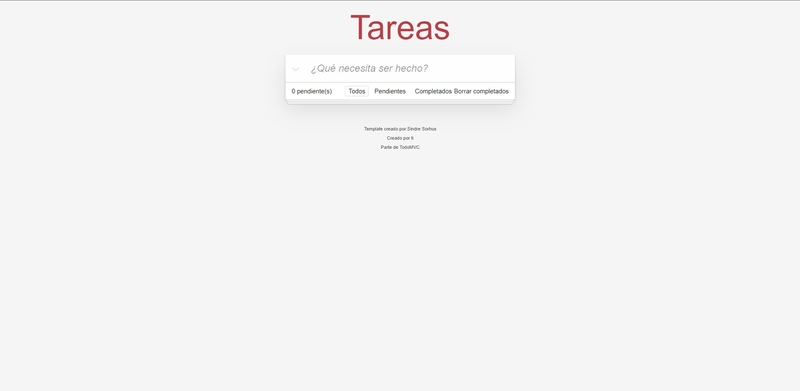 Tareas
¿Qué necesita ser hecho?
0 pendiente(s) Todos Pendientes Completados Borrar completados
Template creado por Sindre Sorhus
Creado por ti
Parte de TodoMVC